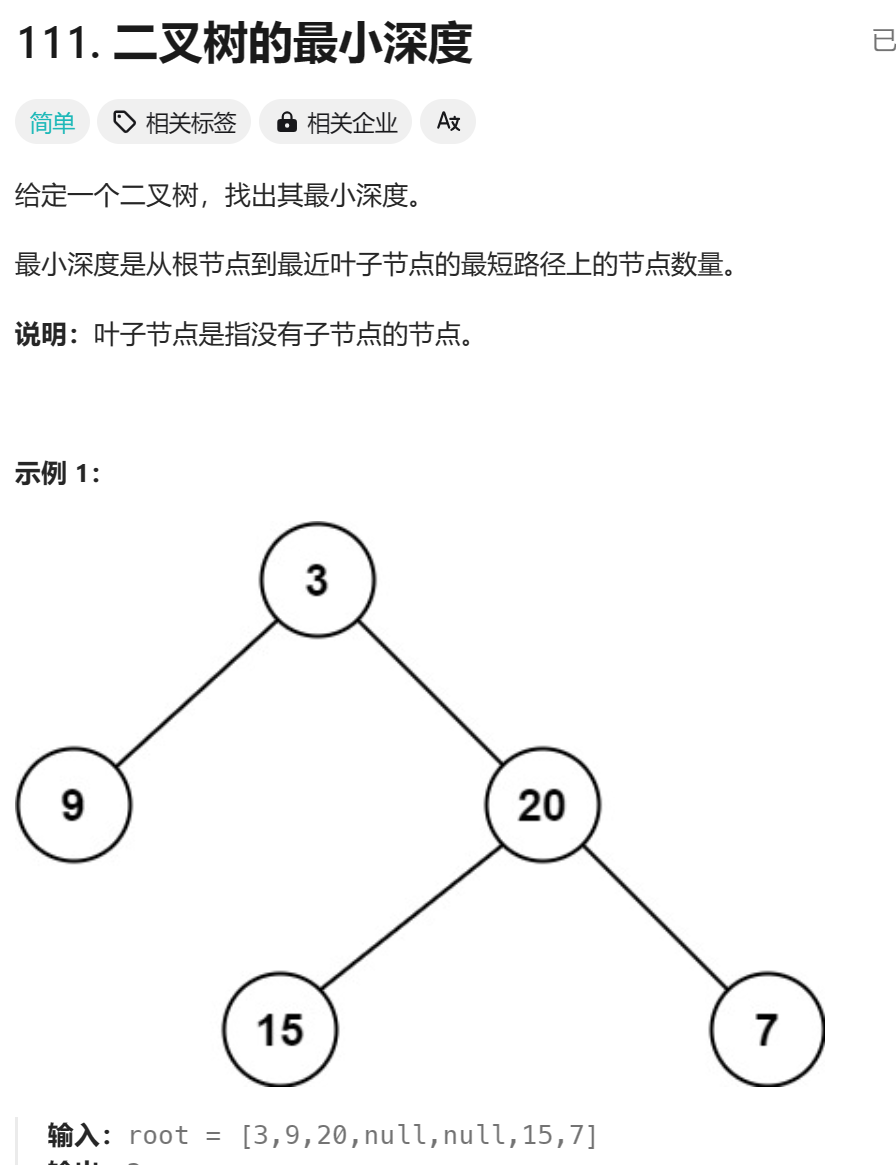 111. 二叉树的最小深度
已
简单 相关标签 相关企业 A文
给定一个二叉树，找出其最小深度。
最小深度是从根节点到最近叶子节点的最短路径上的节点数量。
说明：叶子节点是指没有子节点的节点。
示例 1：
3
9
20
15
7
输入：root = [3,9,20,null,null,15,7]